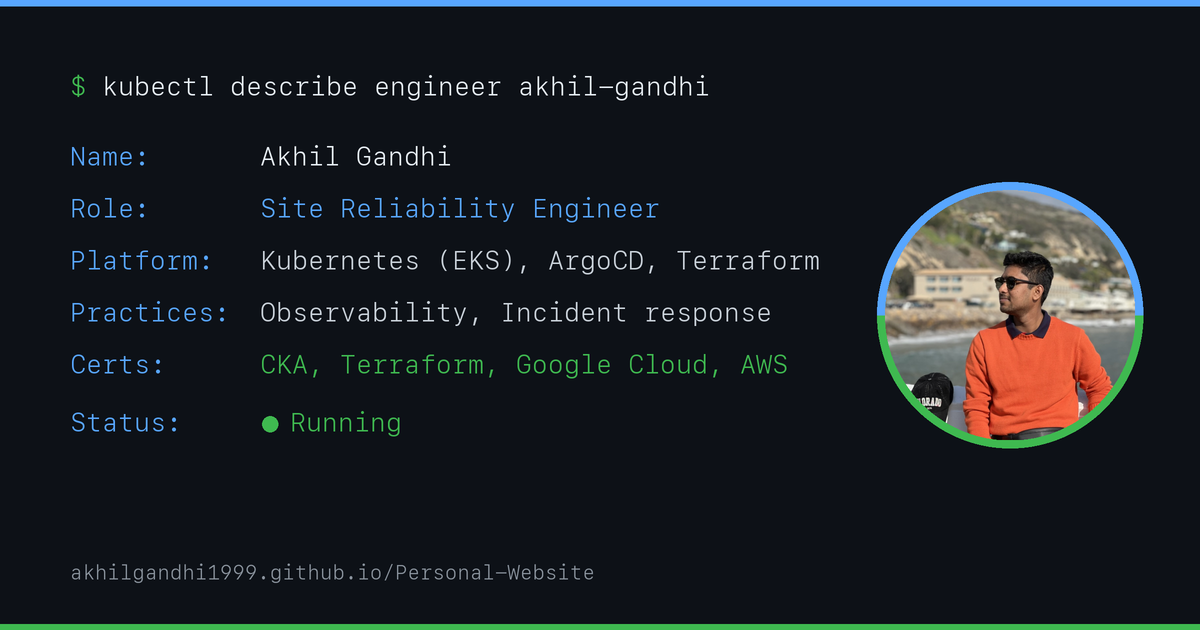 $ kubectl describe engineer akhil-gandhi
Name: Akhil Gandhi
Role: Site Reliability Engineer
Platform: Kubernetes (EKS), ArgoCD, Terraform
Practices: Observability, Incident response
Certs: CKA, Terraform, Google Cloud, AWS
Status: ● Running
akhilgandhi1999.github.io/Personal-Website